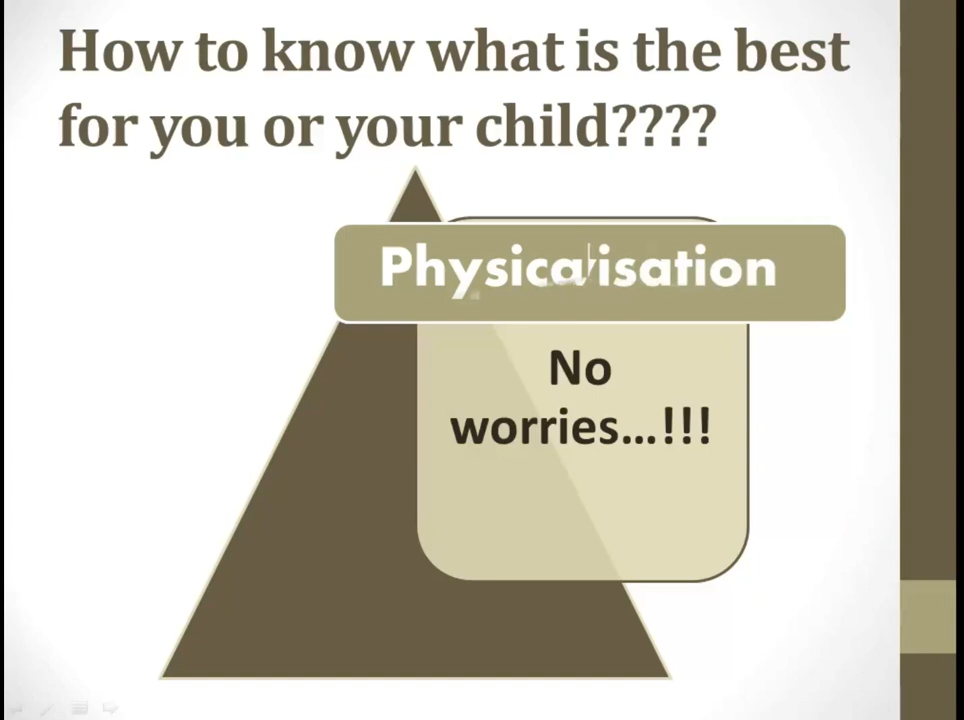 How to know what is the best
for you or your child????
Physicalisation
No
worries...!!!